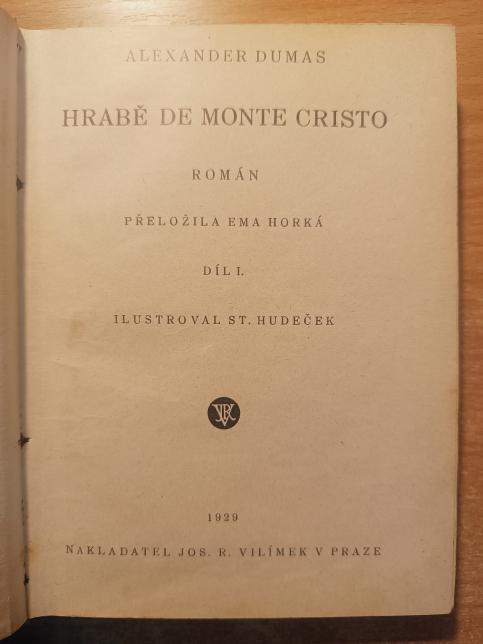 ALEXANDER DUMAS
HRABĚ DE MONTE CRISTO
ROMÁN
PŘELOŽILA EMA HORKÁ
DÍL I.
ILUSTROVAL ST. HUDEČEK
1929
NAKLADATEL JOS. R. VILÍMEK V PRAZE